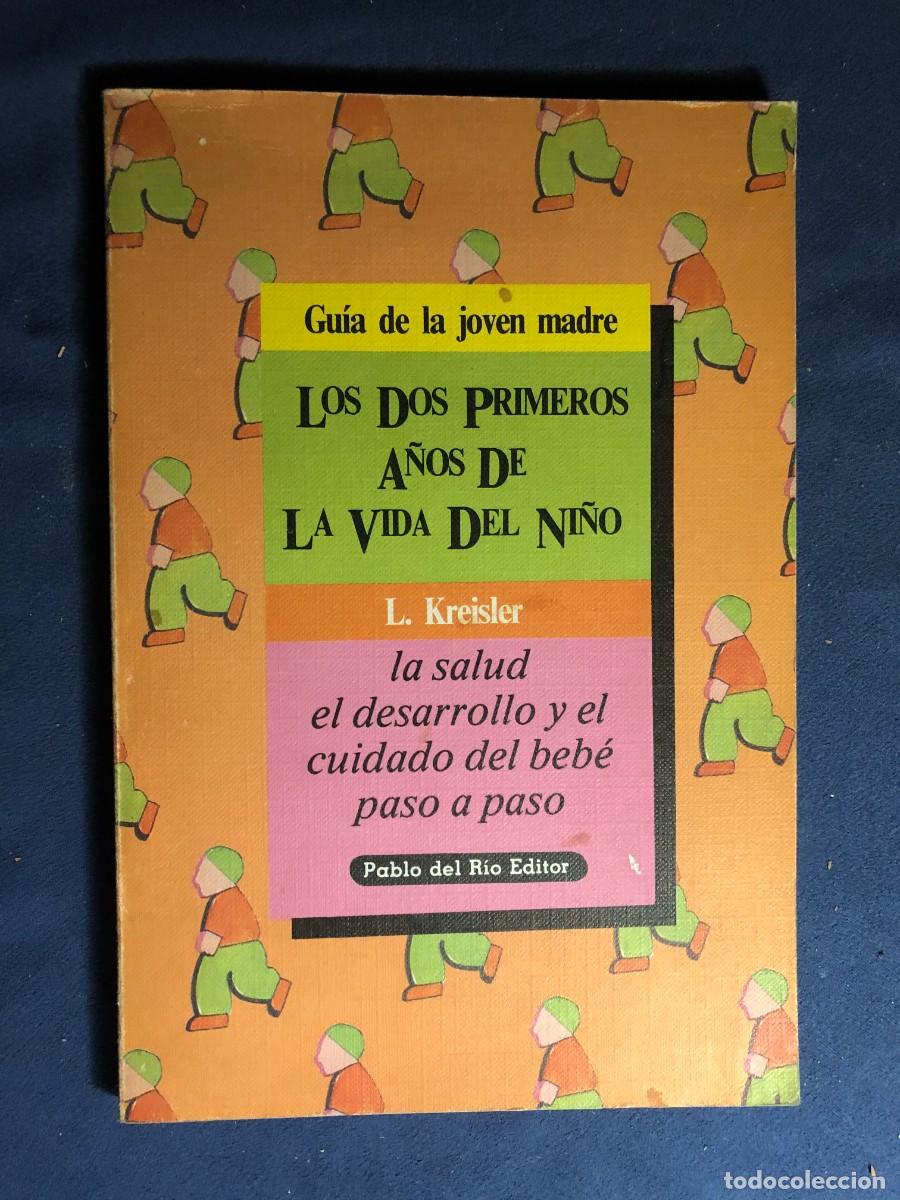 Guía de la joven madre
Los Dos Primeros
Años De
La Vida Del Niño
L. Kreisler
la salud
el desarrollo y el
cuidado del bebé
paso a paso
Pablo del Río Editor
todocoleccion